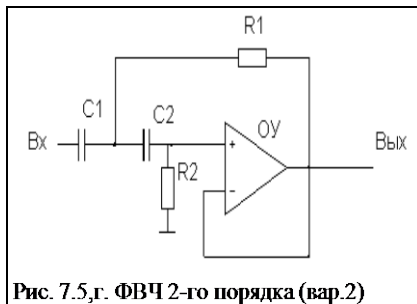 R1
C1
C2
ОУ
Вх
Вых
+
R2
-
Рис. 7.5,г. ФВЧ 2-го порядка (вар.2)